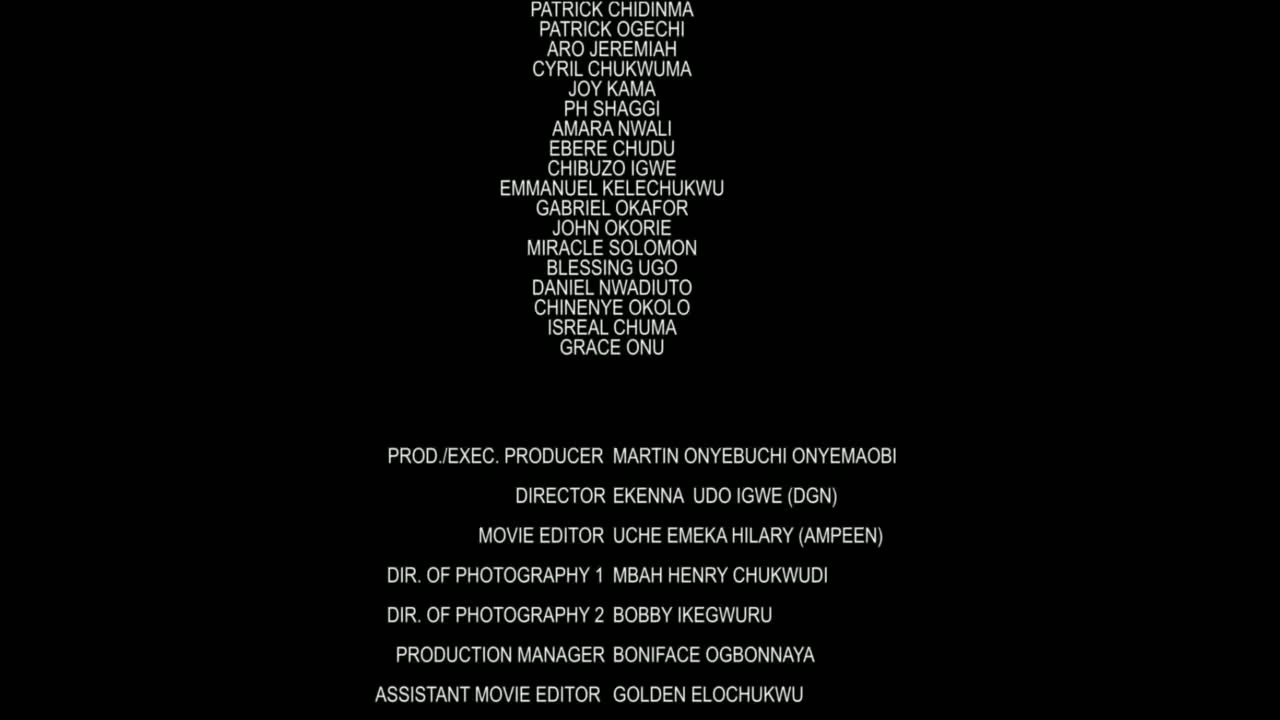 PATRICK CHIDINMA
PATRICK OGECHI
ARO JEREMIAH
CYRIL CHUKWUMA
JOY KAMA
PH SHAGGI
AMARA NWALI
EBERE CHUDU
CHIBUZO IGWE
EMMANUEL KELECHUKWU
GABRIEL OKAFOR
JOHN OKORIE
MIRACLE SOLOMON
BLESSING UGO
DANIEL NWADIUTO
CHINENYE OKOLO
ISREAL CHUMA
GRACE ONU
PROD./EXEC. PRODUCER MARTIN ONYEBUCHI ONYEMAOBI
DIRECTOR EKENNA UDO IGWE (DGN)
MOVIE EDITOR UCHE EMEKA HILARY (AMPEEN)
DIR. OF PHOTOGRAPHY 1 MBAH HENRY CHUKWUDI
DIR. OF PHOTOGRAPHY 2 BOBBY IKEGWURU
PRODUCTION MANAGER BONIFACE OGBONNAYA
ASSISTANT MOVIE EDITOR GOLDEN ELOCHUKWU